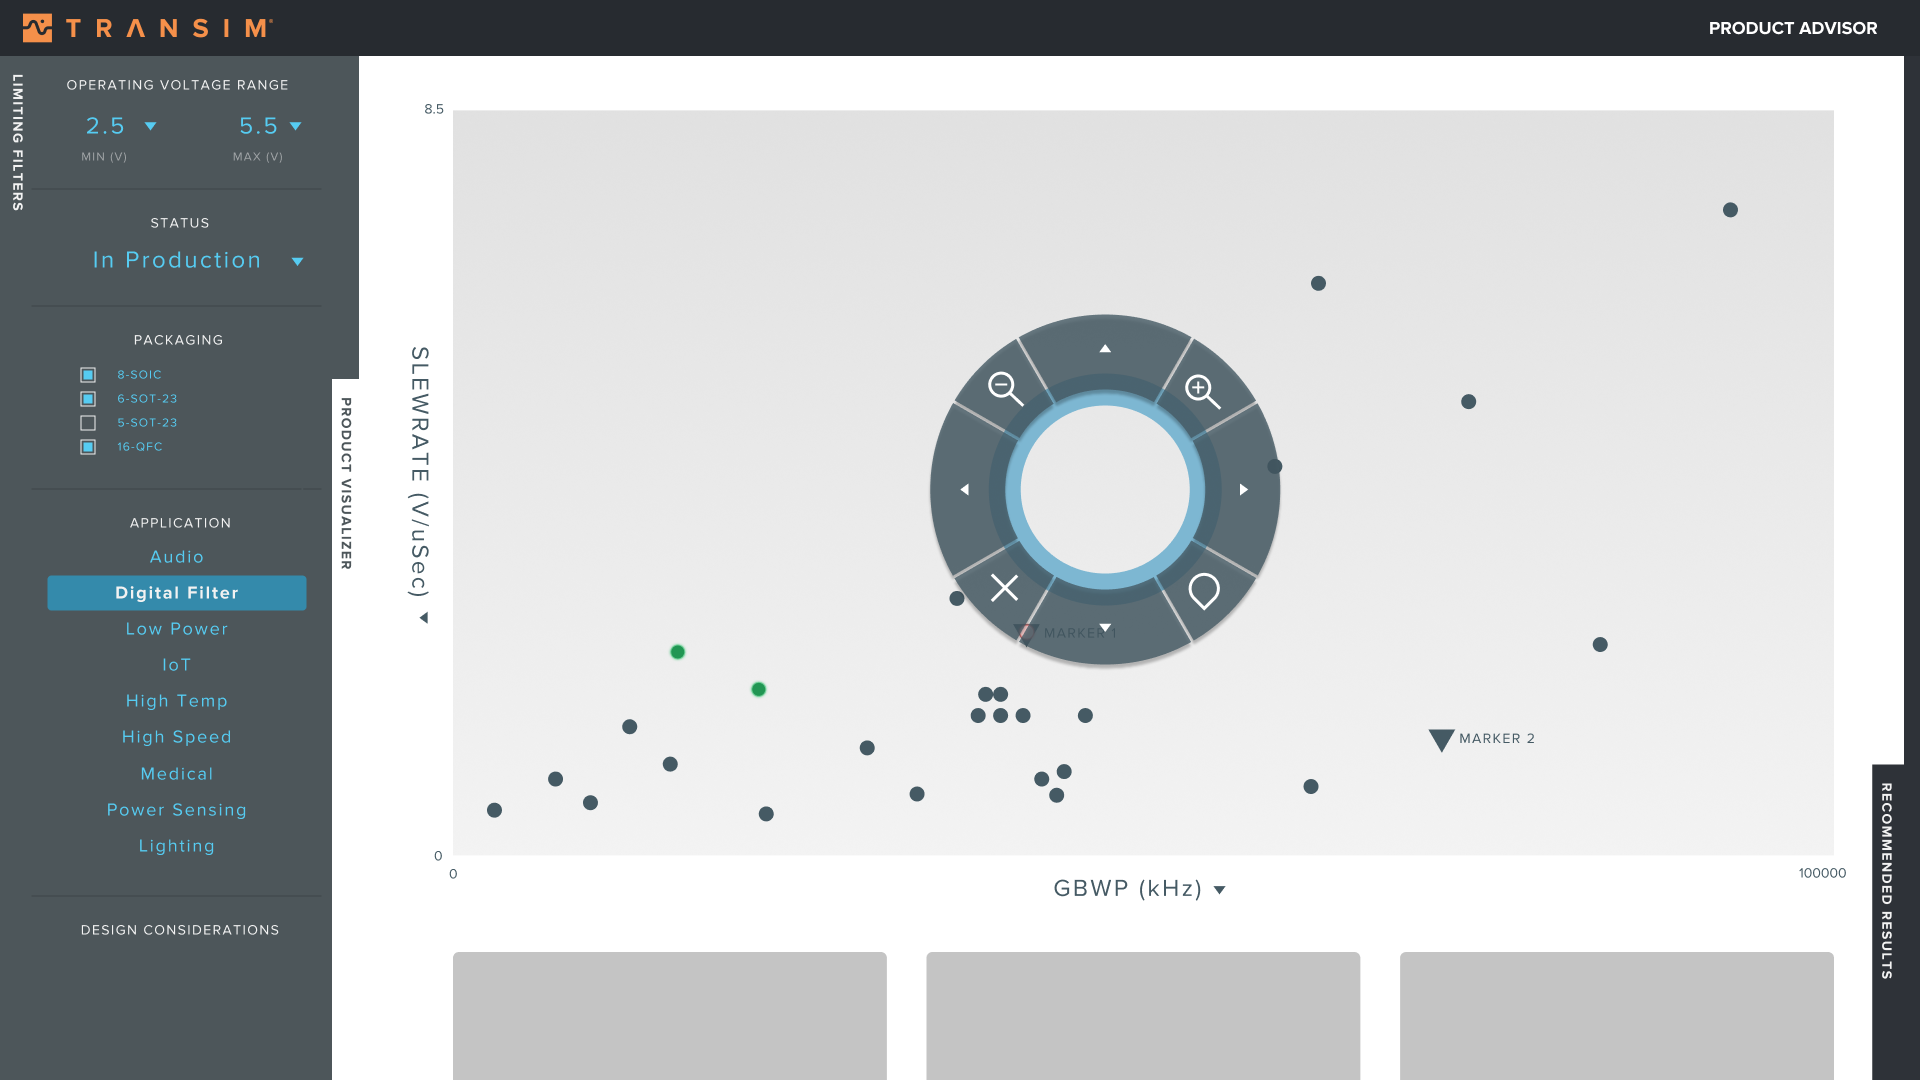 TRANSIM
PRODUCT ADVISOR
LIMITING FILTERS
OPERATING VOLTAGE RANGE
2.5
5.5
MIN (V)
MAX (V)
STATUS
In Production
PACKAGING
8-SOIC
6-SOT-23
5-SOT-23
16-QFC
APPLICATION
Audio
Digital Filter
Low Power
IoT
High Temp
High Speed
Medical
Power Sensing
Lighting
DESIGN CONSIDERATIONS
PRODUCT VISUALIZER
8.5
SLEWRATE (V/uSec)
MARKER 1
MARKER 2
0
0
100000
GBWP (kHz)
RECOMMENDED RESULTS